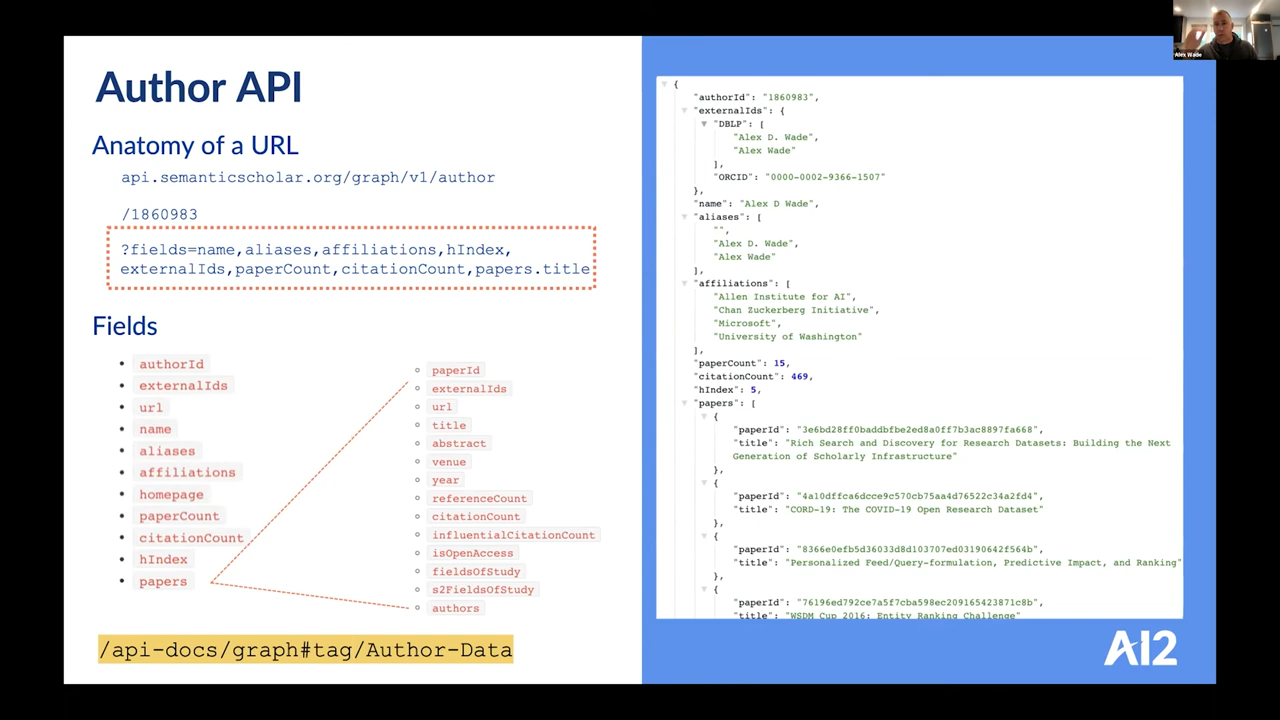 Author API
Anatomy of a URL
api.semanticscholar.org/graph/v1/author
/1860983
?fields=name,aliases,affiliations,hIndex,
externalIds,paperCount,citationCount,papers.title
Fields
authorId
externalIds
url
name
aliases
affiliations
homepage
paperCount
citationCount
hIndex
papers
paperId
externalIds
url
title
abstract
venue
year
referenceCount
citationCount
influentialCitationCount
isOpenAccess
fieldsOfStudy
s2FieldsOfStudy
authors
/api-docs/graph#tag/Author-Data
{
"authorId": "1860983",
"externalIds": {
"DBLP": [
"Alex D. Wade",
"Alex Wade"
],
"ORCID": "0000-0002-9366-1507"
},
"name": "Alex D Wade",
"aliases": [
"",
"Alex D. Wade",
"Alex Wade"
],
"affiliations": [
"Allen Institute for AI",
"Chan Zuckerberg Initiative",
"Microsoft",
"University of Washington"
],
"paperCount": 15,
"citationCount": 469,
"hIndex": 5,
"papers": [
{
"paperId": "3e6bd28ff0baddbfbe2ed8a0ff7b3ac8897fa668",
"title": "Rich Search and Discovery for Research Datasets: Building the Next
Generation of Scholarly Infrastructure"
},
{
"paperId": "4a10dffca6dcce9c570cb75aa4d76522c34a2fd4",
"title": "CORD-19: The COVID-19 Open Research Dataset"
},
{
"paperId": "8366e0efb5d36033d8d103707ed03190642f564b",
"title": "Personalized Feed/Query-formulation, Predictive Impact, and Ranking"
},
{
"paperId": "76196ed792ce7a5f7cba598ec209165423871c8b",
"title": "WSDM Cup 2016: Entity Ranking Challenge"
AI2
Alex Wade